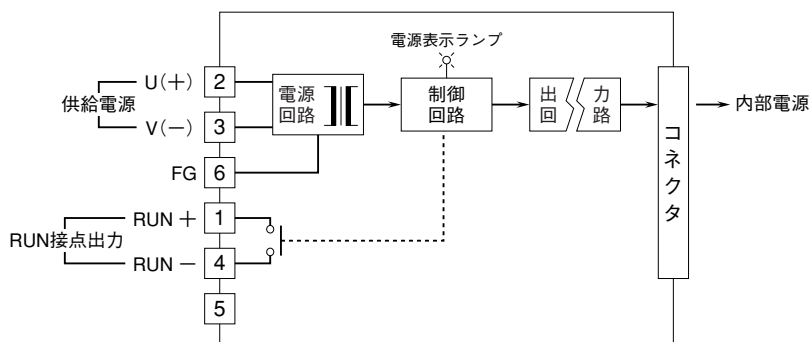 電源表示ランプ
供給電源
U(+)
2
V(−)
3
FG
6
電源
回路
制御
回路
出力
回路
コネクタ
内部電源
RUN接点出力
RUN +
1
RUN −
4
5